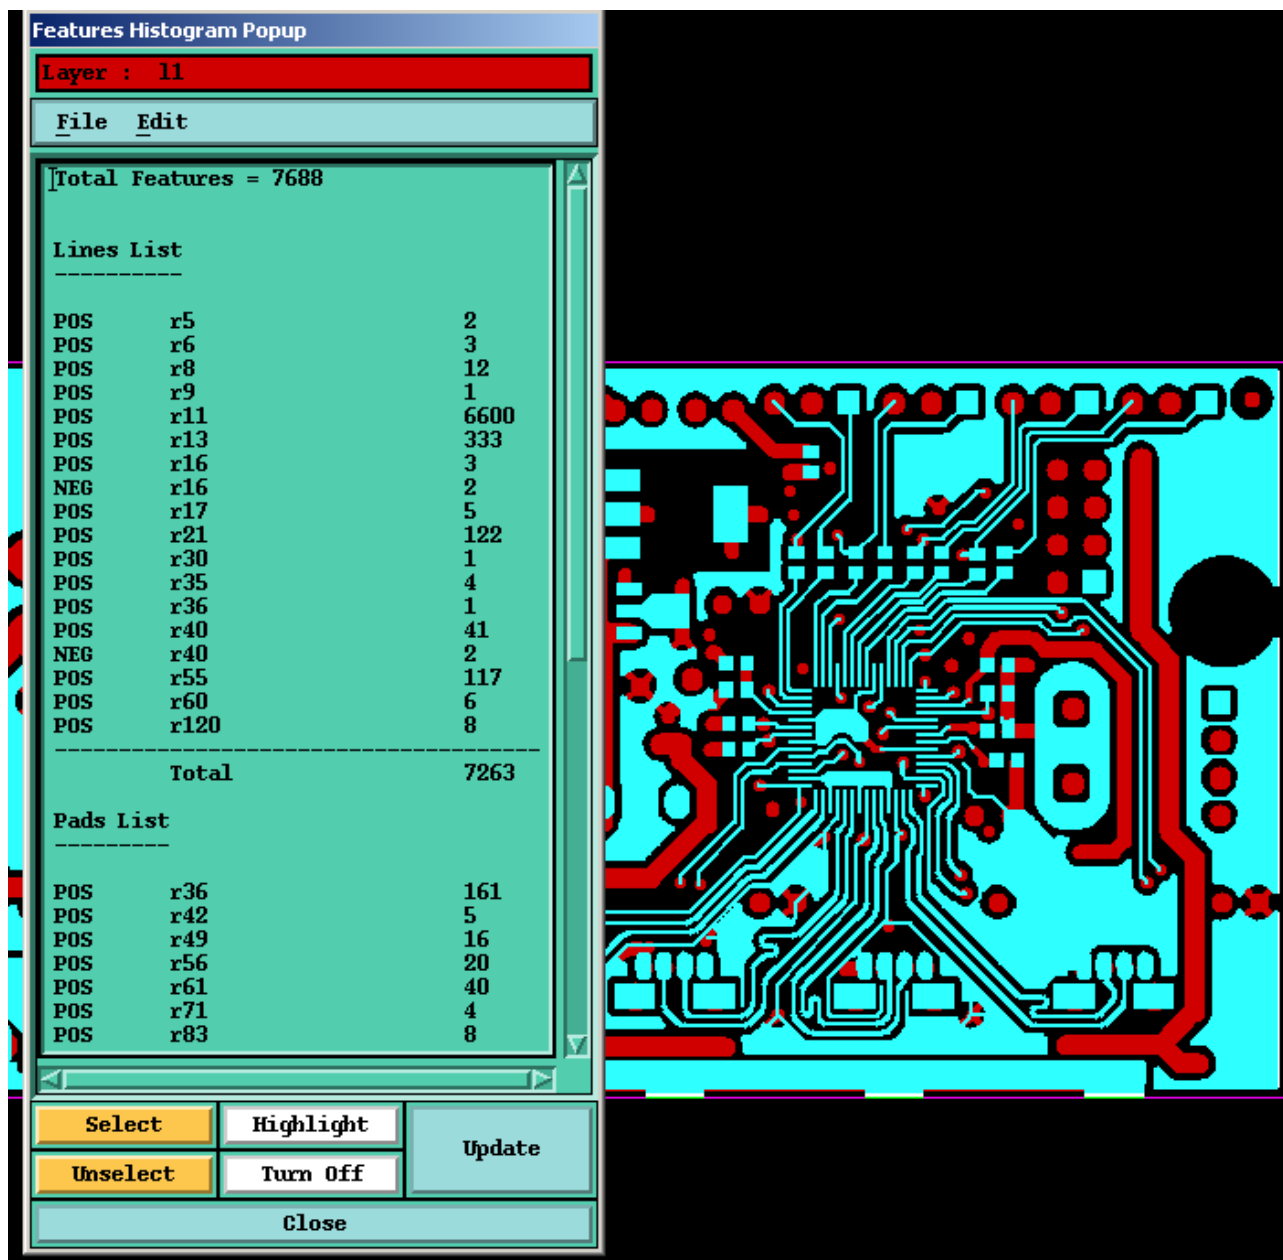 Features Histogram Popup
Layer : l1
File Edit
Total Features = 7688
Lines List
----------
POS r5 2
POS r6 3
POS r8 12
POS r9 1
POS r11 6600
POS r13 333
POS r16 3
NEG r16 2
POS r17 5
POS r21 122
POS r30 1
POS r35 4
POS r36 1
POS r40 41
NEG r40 2
POS r55 117
POS r60 6
POS r120 8
--------------------------------------
Total 7263
Pads List
---------
POS r36 161
POS r42 5
POS r49 16
POS r56 20
POS r61 40
POS r71 4
POS r83 8
Select Highlight Update
Unselect Turn Off
Close